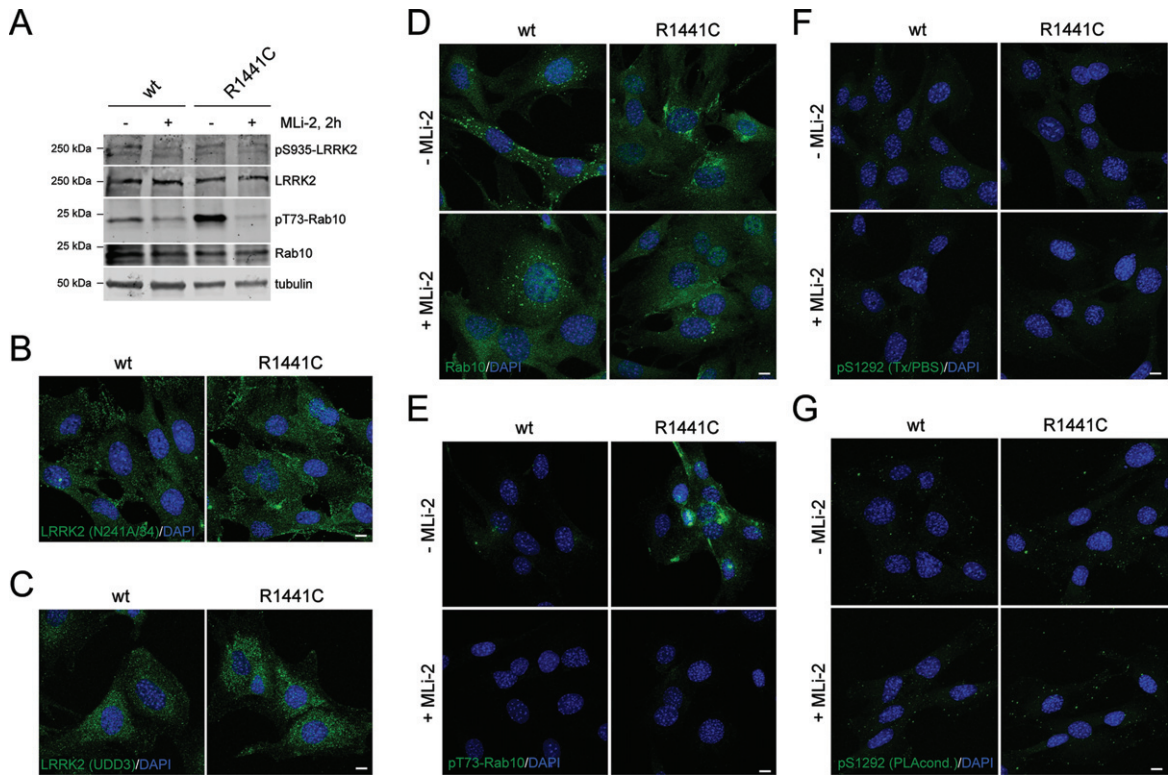 A
wt R1441C
- + - + MLi-2, 2h
250 kDa pS935-LRRK2
250 kDa LRRK2
25 kDa pT73-Rab10
25 kDa Rab10
50 kDa tubulin
B
wt R1441C
LRRK2 (N241A/34)/DAPI
C
wt R1441C
LRRK2 (UDD3)/DAPI
D
wt R1441C
- MLi-2
+ MLi-2
Rab10/DAPI
E
wt R1441C
- MLi-2
+ MLi-2
pT73-Rab10/DAPI
F
wt R1441C
- MLi-2
+ MLi-2
pS1292 (Tx/PBS)/DAPI
G
wt R1441C
- MLi-2
+ MLi-2
pS1292 (PLAcond.)/DAPI